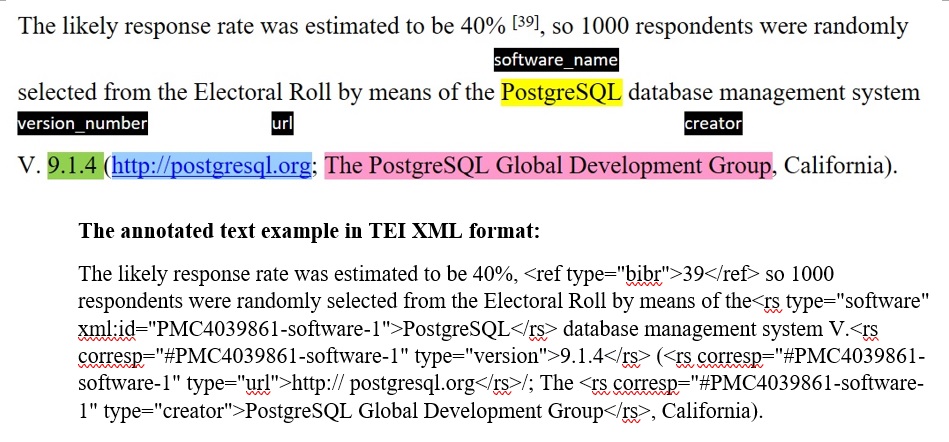 The likely response rate was estimated to be 40% [39], so 1000 respondents were randomly
software_name
selected from the Electoral Roll by means of the PostgreSQL database management system
version_number url creator
V. 9.1.4 (http://postgresql.org; The PostgreSQL Global Development Group, California).
The annotated text example in TEI XML format:
The likely response rate was estimated to be 40%, <ref type="bibr">39</ref> so 1000
respondents were randomly selected from the Electoral Roll by means of the<rs type="software"
xml:id="PMC4039861-software-1">PostgreSQL</rs> database management system V.<rs
corresp="#PMC4039861-software-1" type="version">9.1.4</rs> (<rs corresp="#PMC4039861-
software-1" type="url">http:// postgresql.org</rs>/; The <rs corresp="#PMC4039861-software-
1" type="creator">PostgreSQL Global Development Group</rs>, California).